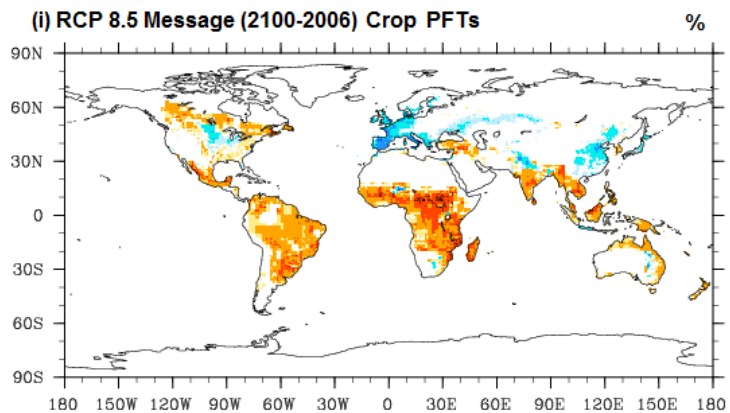 (i) RCP 8.5 Message (2100-2006) Crop PFTs %
90N
60N
30N
0
30S
60S
90S
180 150W 120W 90W 60W 30W 0 30E 60E 90E 120E 150E 180